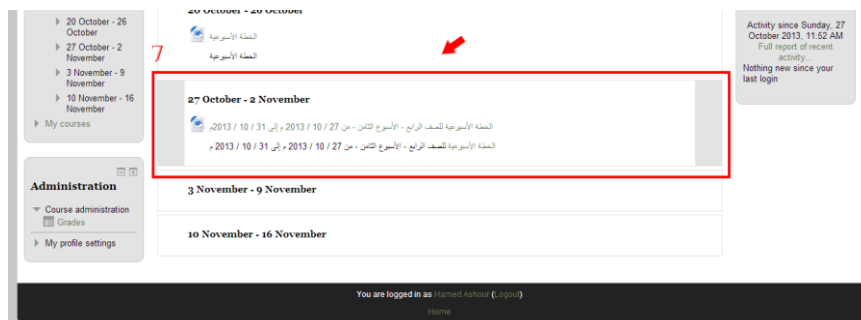 20 October - 26
October
27 October - 2
November
3 November - 9
November
10 November - 16
November
My courses
Administration
Course administration
Grades
My profile settings
20 October - 26 October
الخطة الأسبوعية
الخطة الأسبوعية
7
27 October - 2 November
الخطة الأسبوعية للصف الرابع - الأسبوع الثامن - من 27 / 10 / 2013 م إلى 31 / 10 / 2013م
الخطة الأسبوعية للصف الرابع - الأسبوع الثامن - من 27 / 10 / 2013 م إلى 31 / 10 / 2013 م
3 November - 9 November
10 November - 16 November
Activity since Sunday, 27
October 2013, 11:52 AM
Full report of recent
activity...
Nothing new since your
last login
You are logged in as Hamed Ashour (Logout)
Home